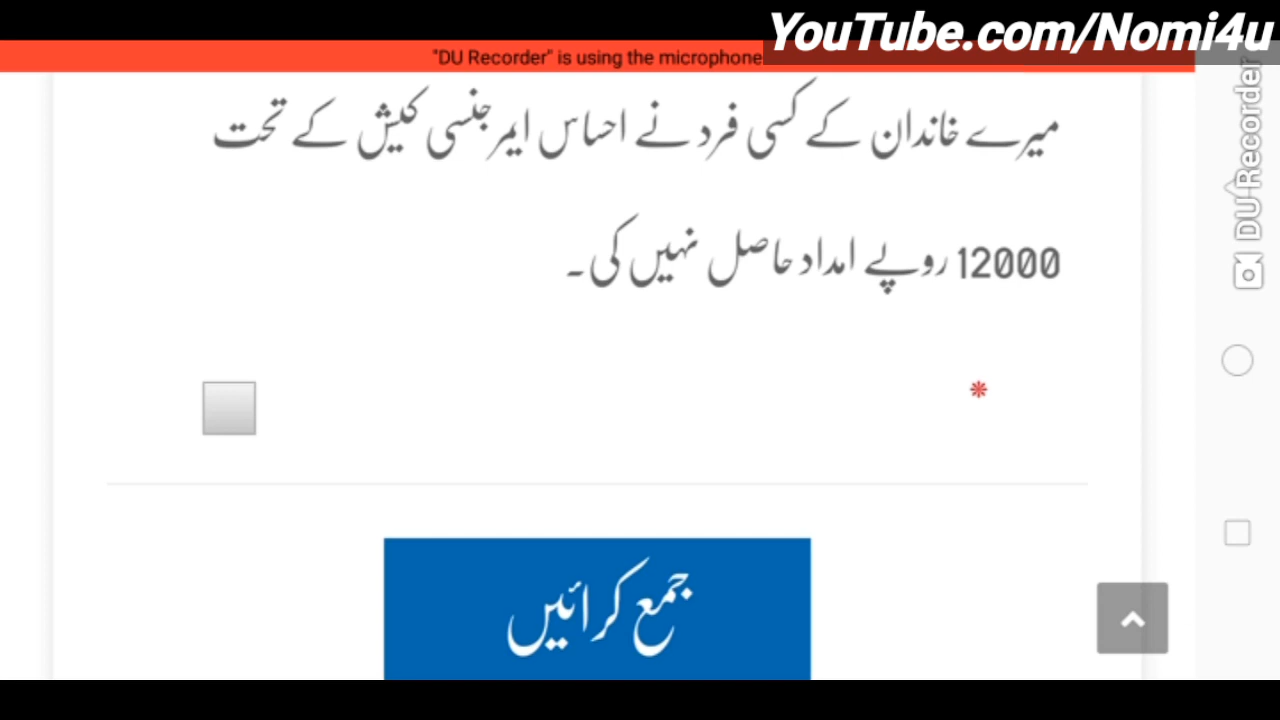 YouTube.com/Nomi4u
"DU Recorder" is using the microphone
میرے خاندان کے کسی فرد نے احساس ایمرجنسی کیش کے تحت
12000 روپے امداد حاصل نہیں کی۔
*
جمع کرائیں
DU Recorder